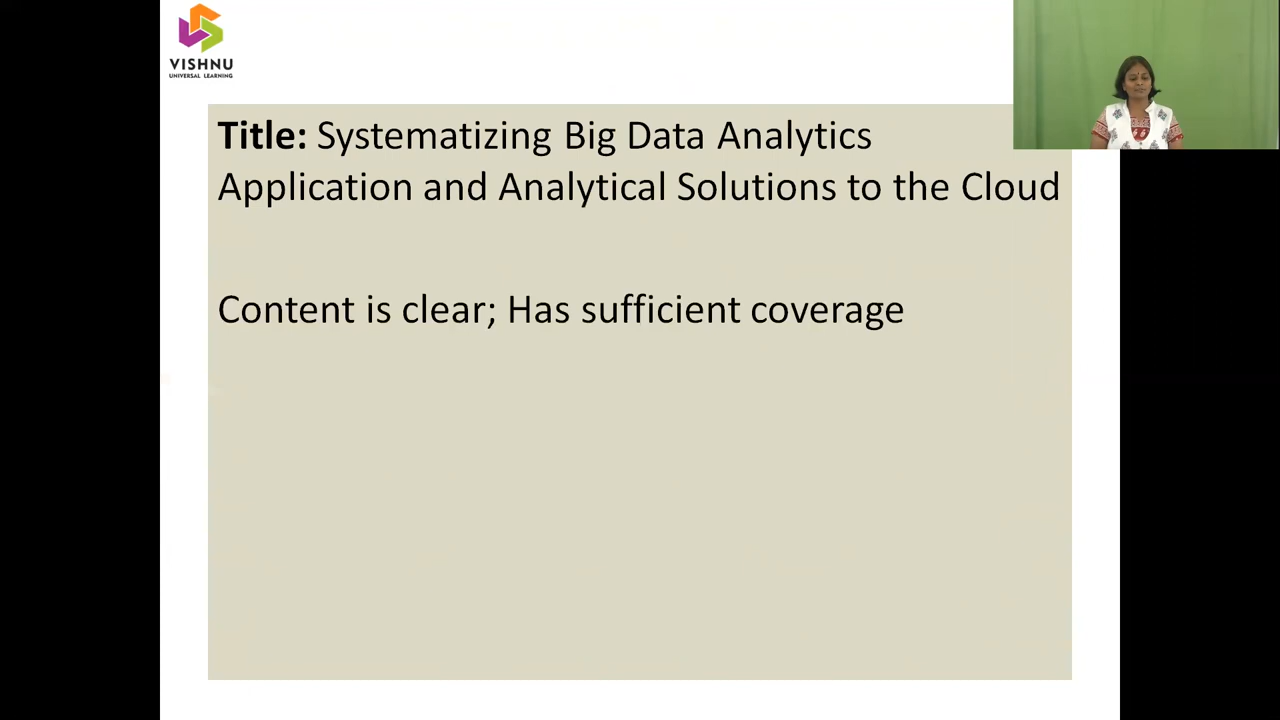 VISHNU
UNIVERSAL LEARNING
Title: Systematizing Big Data Analytics
Application and Analytical Solutions to the Cloud
Content is clear; Has sufficient coverage